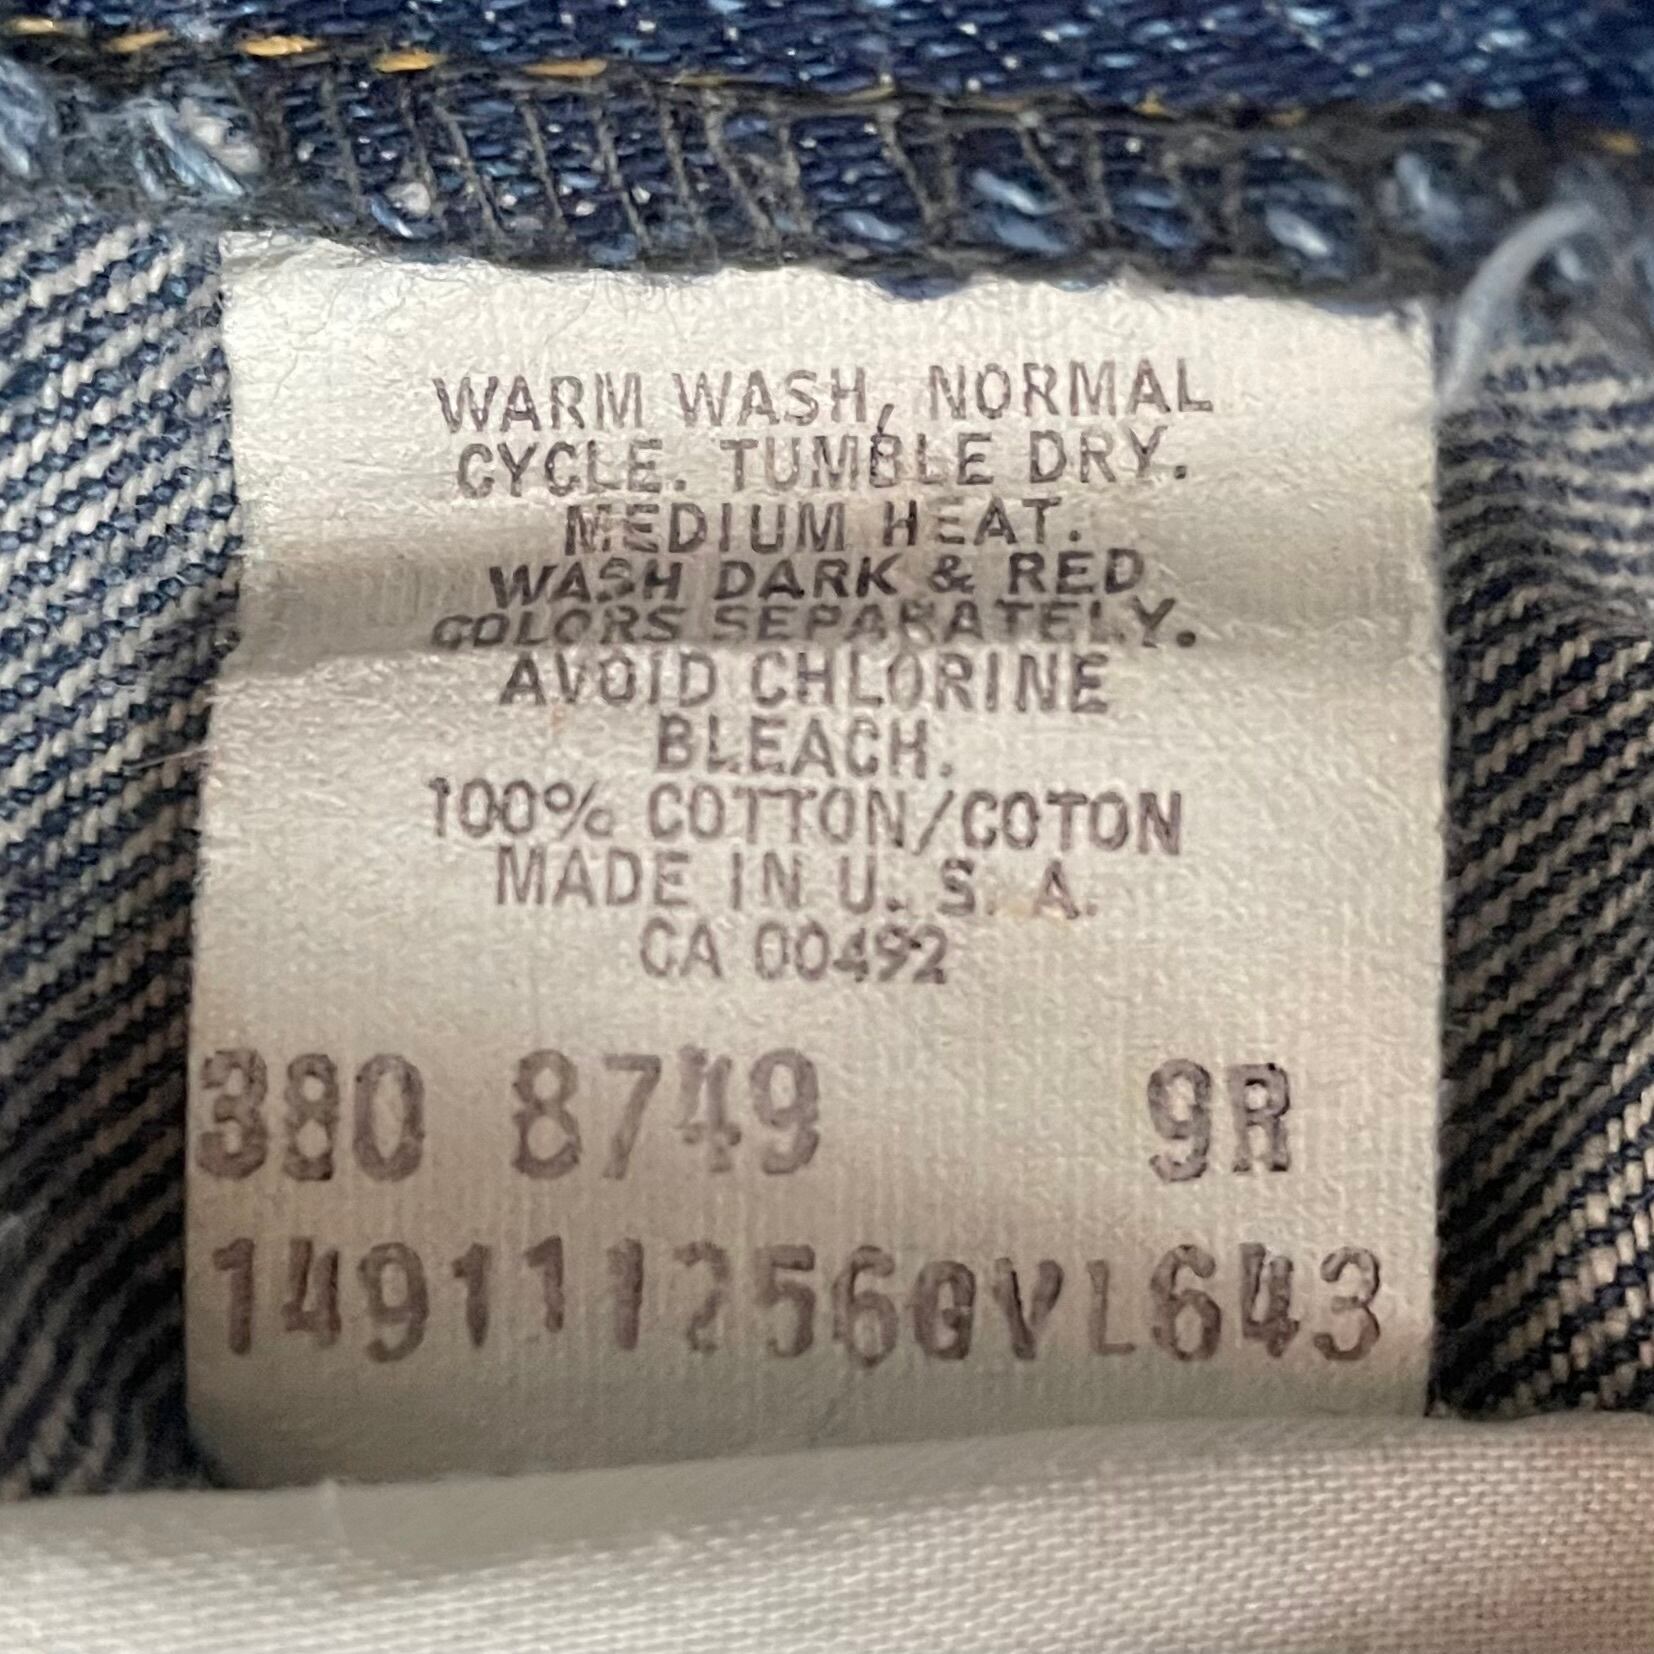 WARM WASH, NORMAL
CYCLE. TUMBLE DRY.
MEDIUM HEAT.
WASH DARK & RED
COLORS SEPARATELY.
AVOID CHLORINE
BLEACH.
100% COTTON/COTON
MADE IN U. S. A.
CA 00492
380 8749 9R
1491112560VL643